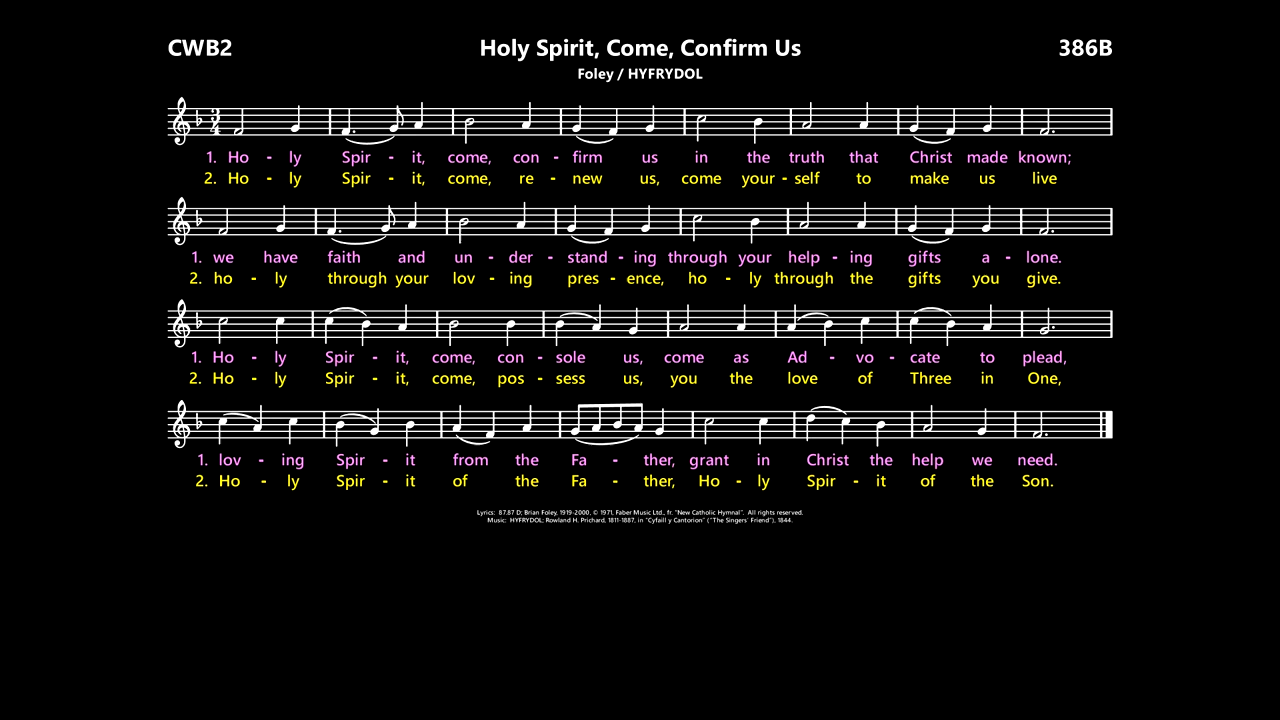 CWB2 Holy Spirit, Come, Confirm Us 386B
Foley / HYFRYDOL
1. Ho - ly Spir - it, come, con - firm us in the truth that Christ made known;
2. Ho - ly Spir - it, come, re - new us, come your - self to make us live
1. we have faith and un - der - stand - ing through your help - ing gifts a - lone.
2. ho - ly through your lov - ing pres - ence, ho - ly through the gifts you give.
1. Ho - ly Spir - it, come, con - sole us, come as Ad - vo - cate to plead,
2. Ho - ly Spir - it, come, pos - sess us, you the love of Three in One,
1. lov - ing Spir - it from the Fa - ther, grant in Christ the help we need.
2. Ho - ly Spir - it of the Fa - ther, Ho - ly Spir - it of the Son.
Lyrics: 87.87 D; Brian Foley, 1919-2000, © 1971, Faber Music Ltd., fr. "New Catholic Hymnal". All rights reserved.
Music: HYFRYDOL; Rowland H. Prichard, 1811-1887, in "Cyfaill y Cantorion" ("The Singers' Friend"), 1844.